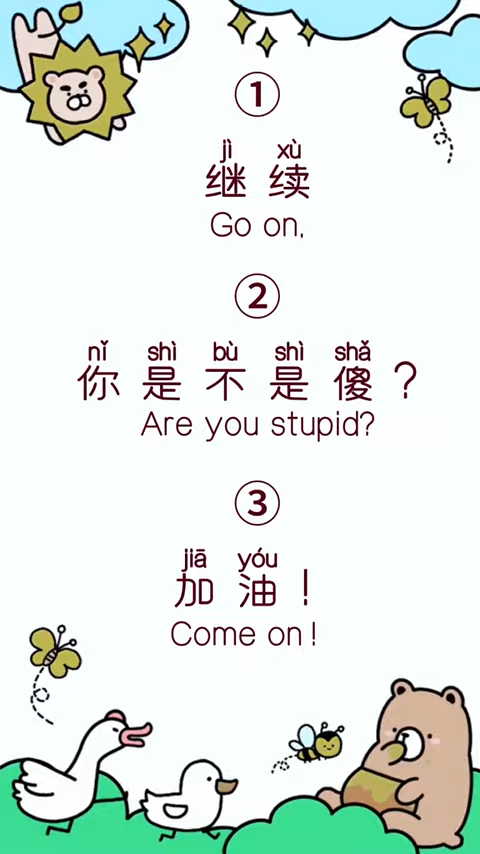 ①
jì xù
继续
Go on.
②
nǐ shì bù shì shǎ
你是不是傻?
Are you stupid?
③
jiā yóu
加油!
Come on!